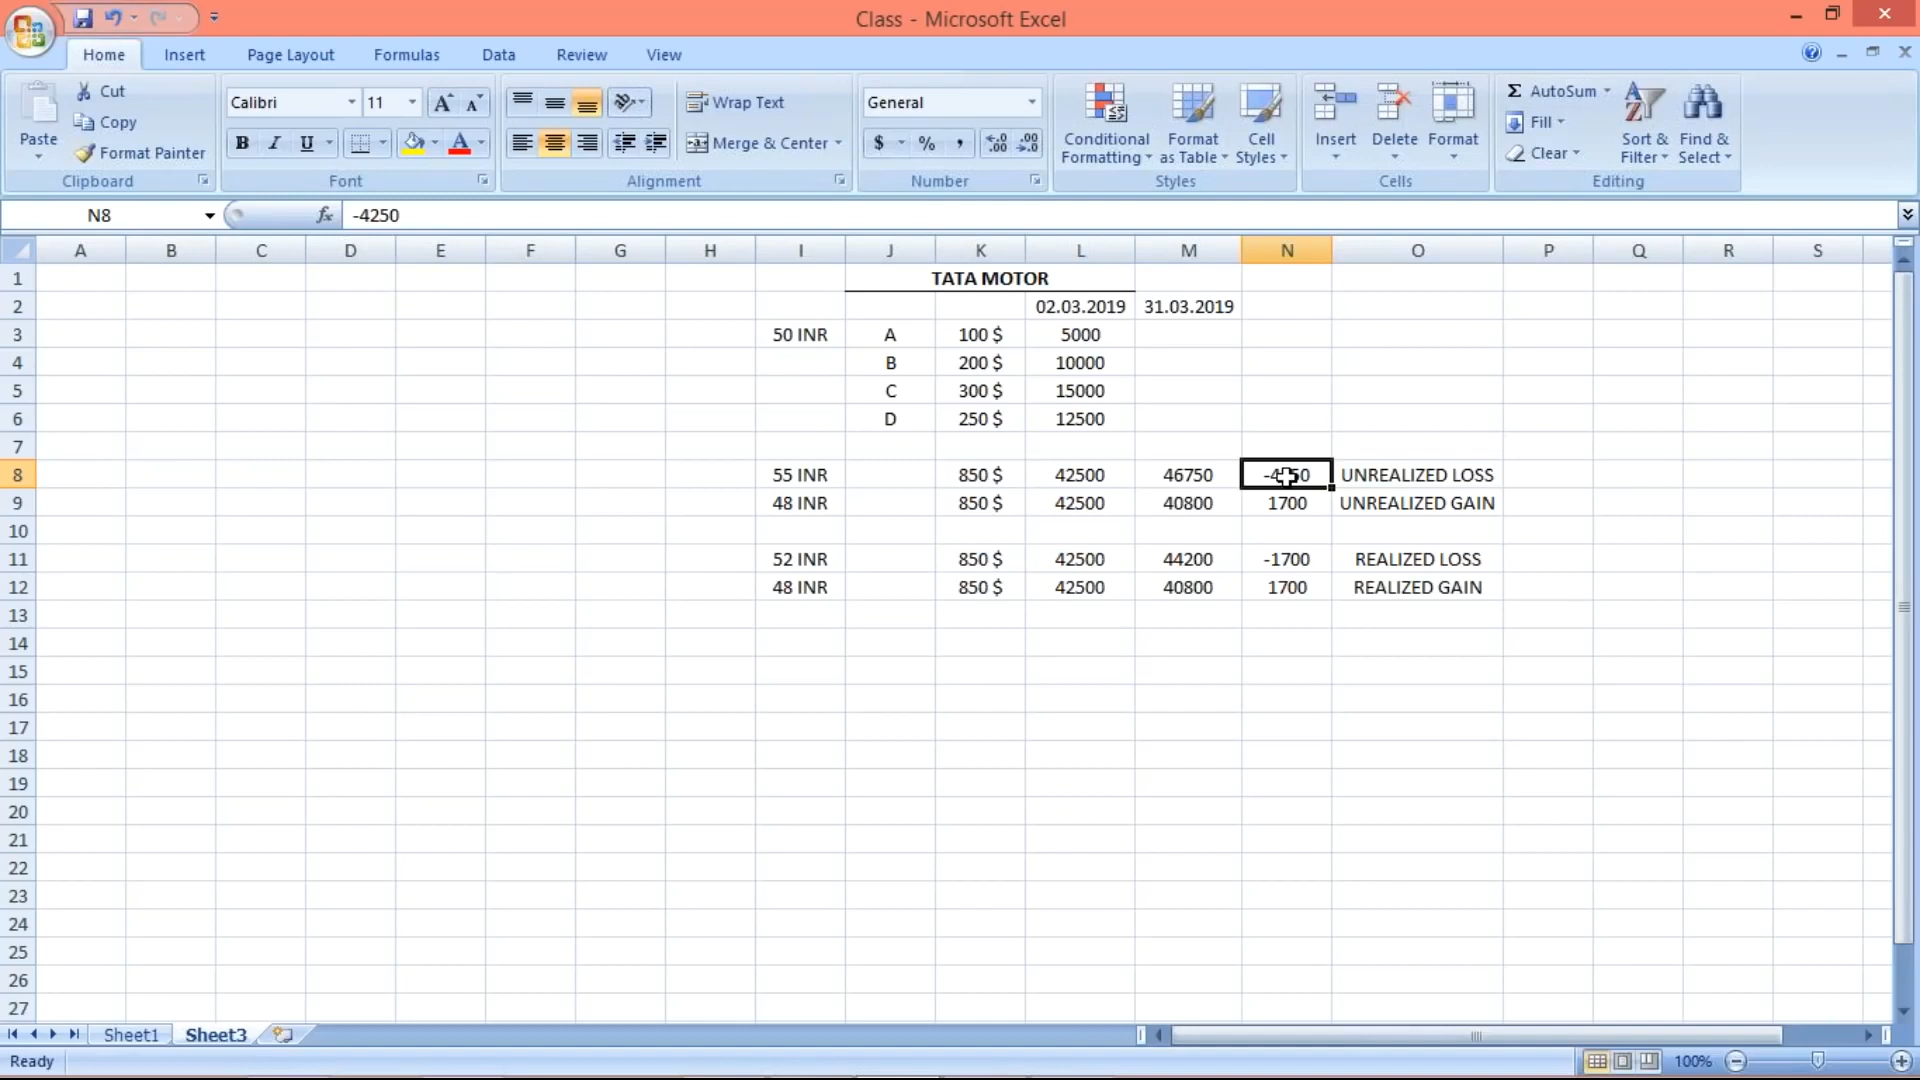 Class - Microsoft Excel
Home Insert Page Layout Formulas Data Review View
Paste
Cut
Copy
Format Painter
Clipboard
Calibri 11
B I U
Font
Wrap Text
Merge & Center
Alignment
General
$ % ,
Number
Conditional Formatting
Format as Table
Cell Styles
Styles
Insert Delete Format
Cells
Σ AutoSum
Fill
Clear
Sort & Filter
Find & Select
Editing
N8 fx -4250
A B C D E F G H I J K L M N O P Q R S
1 TATA MOTOR
2 02.03.2019 31.03.2019
3 50 INR A 100 $ 5000
4 B 200 $ 10000
5 C 300 $ 15000
6 D 250 $ 12500
7
8 55 INR 850 $ 42500 46750 -4250 UNREALIZED LOSS
9 48 INR 850 $ 42500 40800 1700 UNREALIZED GAIN
10
11 52 INR 850 $ 42500 44200 -1700 REALIZED LOSS
12 48 INR 850 $ 42500 40800 1700 REALIZED GAIN
13
14
15
16
17
18
19
20
21
22
23
24
25
26
27
Sheet1 Sheet3
Ready 100%